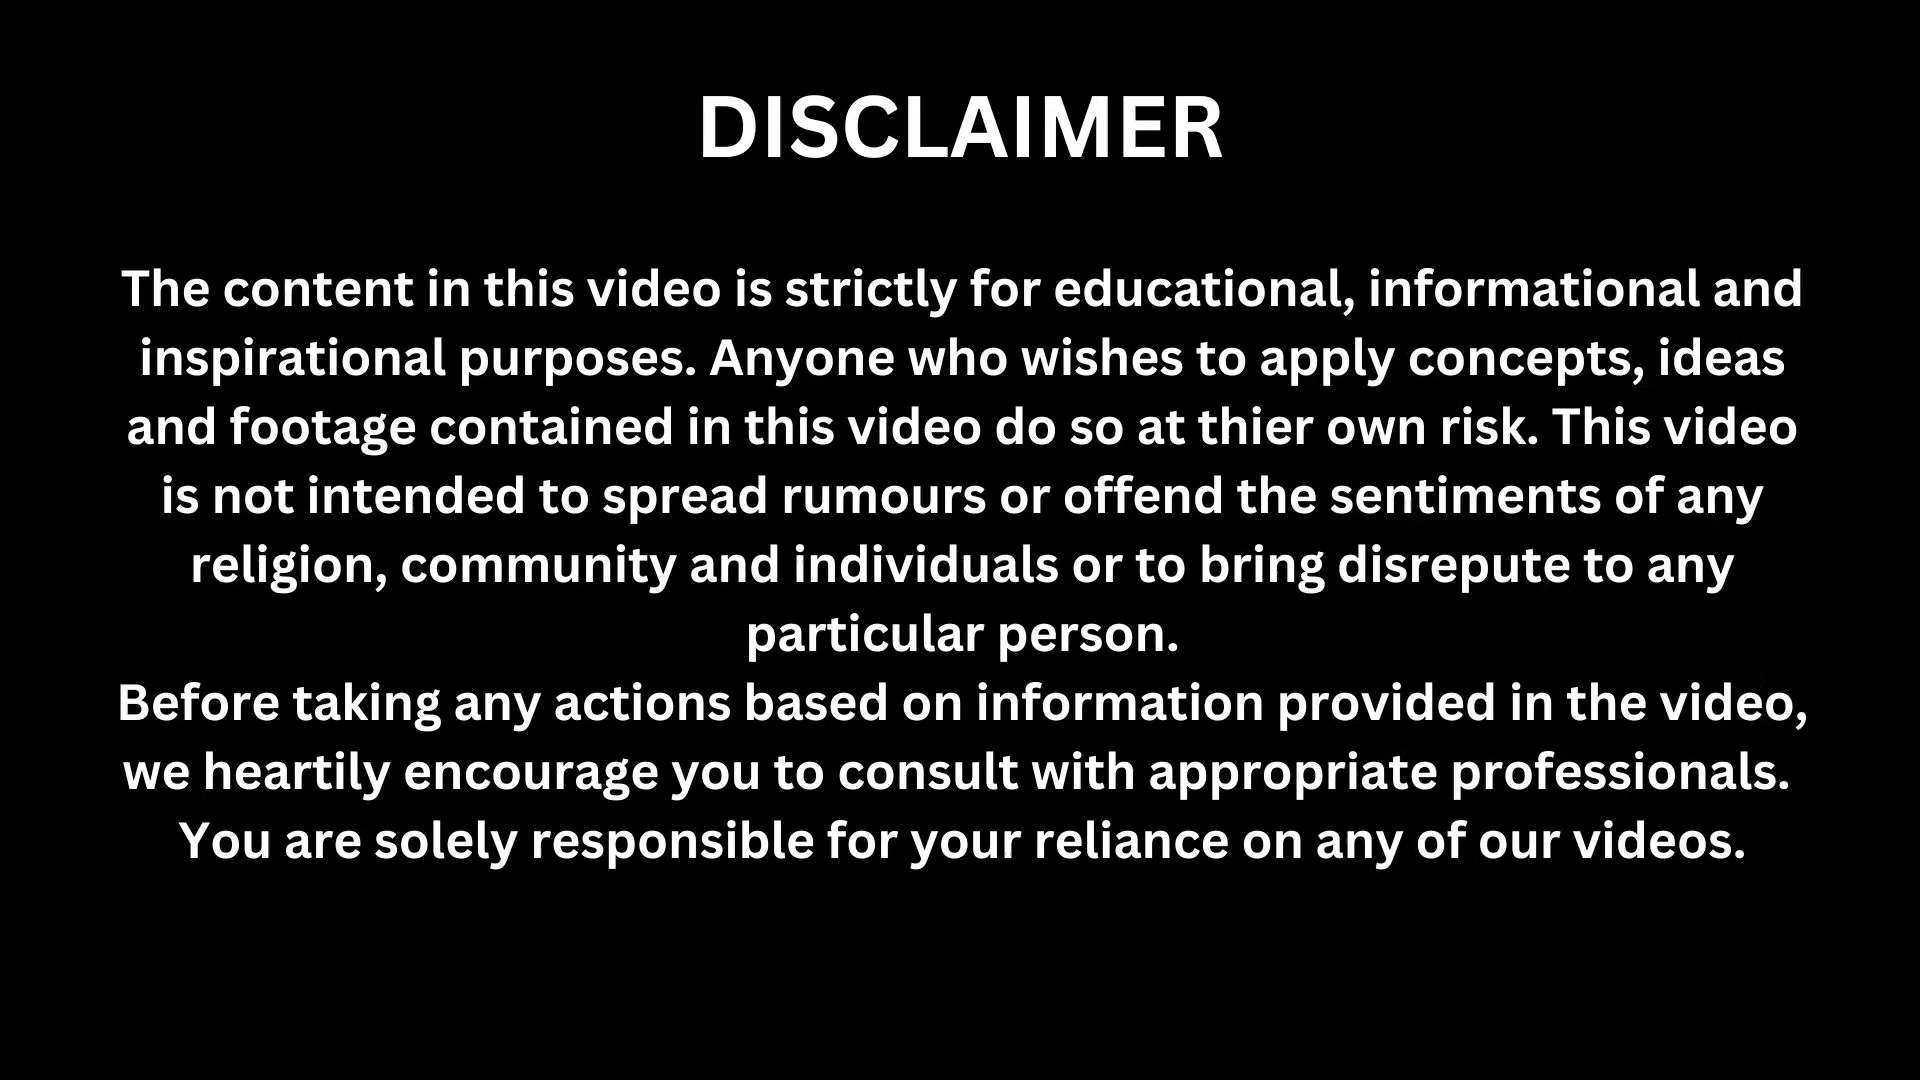 DISCLAIMER
The content in this video is strictly for educational, informational and
inspirational purposes. Anyone who wishes to apply concepts, ideas
and footage contained in this video do so at thier own risk. This video
is not intended to spread rumours or offend the sentiments of any
religion, community and individuals or to bring disrepute to any
particular person.
Before taking any actions based on information provided in the video,
we heartily encourage you to consult with appropriate professionals.
You are solely responsible for your reliance on any of our videos.